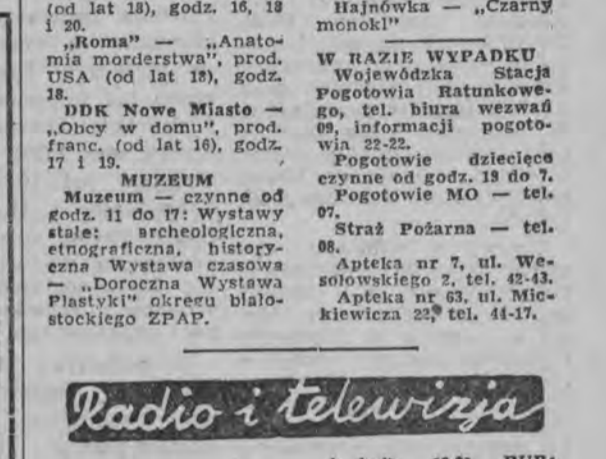 (od lat 18), godz. 16, 18
i 20.
„Roma" — „Anato-
mia morderstwa", prod.
USA (od lat 18), godz.
18.
DDK Nowe Miasto —
„Obcy w domu", prod.
franc. (od lat 16), godz.
17 i 19.
MUZEUM
Muzeum — czynne od
godz. 11 do 17: Wystawy
stałe: archeologiczna,
etnograficzna, history-
czna Wystawa czasowa
— „Doroczna Wystawa
Plastyki" okręgu biało-
stockiego ZPAP.
Hajnówka — „Czarny
monokl"
W RAZIE WYPADKU
Wojewódzka Stacja
Pogotowia Ratunkowe-
go, tel. biura wezwań
09, informacji pogoto-
wia 22-22.
Pogotowie dziecięce
czynne od godz. 19 do 7.
Pogotowie MO — tel.
07.
Straż Pożarna — tel.
08.
Apteka nr 7, ul. We-
sołowskiego 2, tel. 42-43.
Apteka nr 63, ul. Mic-
kiewicza 22, tel. 44-17.
Radio i telewizja